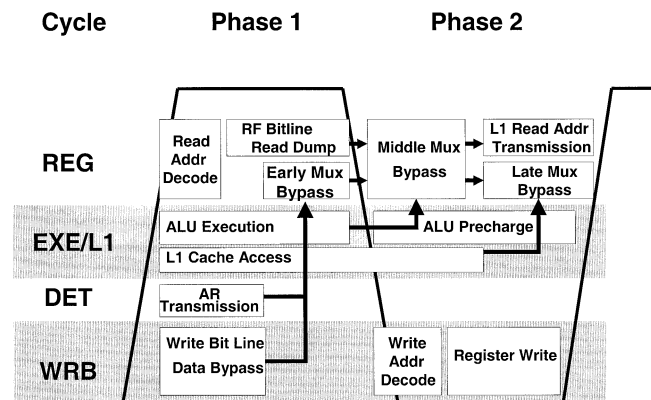 Cycle Phase 1 Phase 2
REG
Read
Addr
Decode
RF Bitline
Read Dump
Early Mux
Bypass
Middle Mux
Bypass
L1 Read Addr
Transmission
Late Mux
Bypass
EXE/L1
ALU Execution
ALU Precharge
L1 Cache Access
DET
AR
Transmission
WRB
Write Bit Line
Data Bypass
Write
Addr
Decode
Register Write